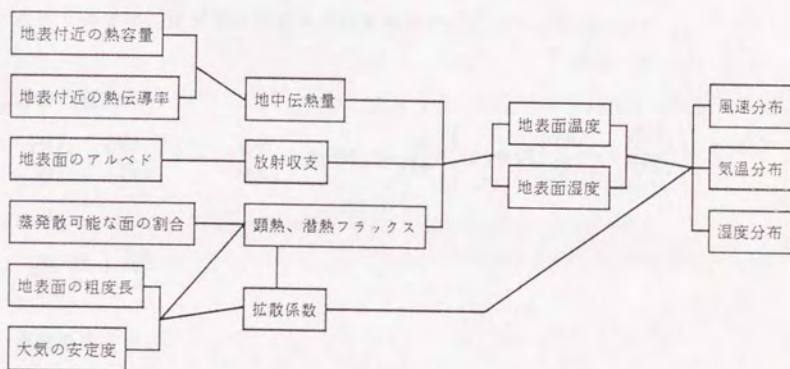 地表付近の熱容量
地表付近の熱伝導率
地表面のアルベド
蒸発散可能な面の割合
地表面の粗度長
大気の安定度
地中伝熱量
放射収支
顕熱、潜熱フラックス
拡散係数
地表面温度
地表面湿度
風速分布
気温分布
湿度分布